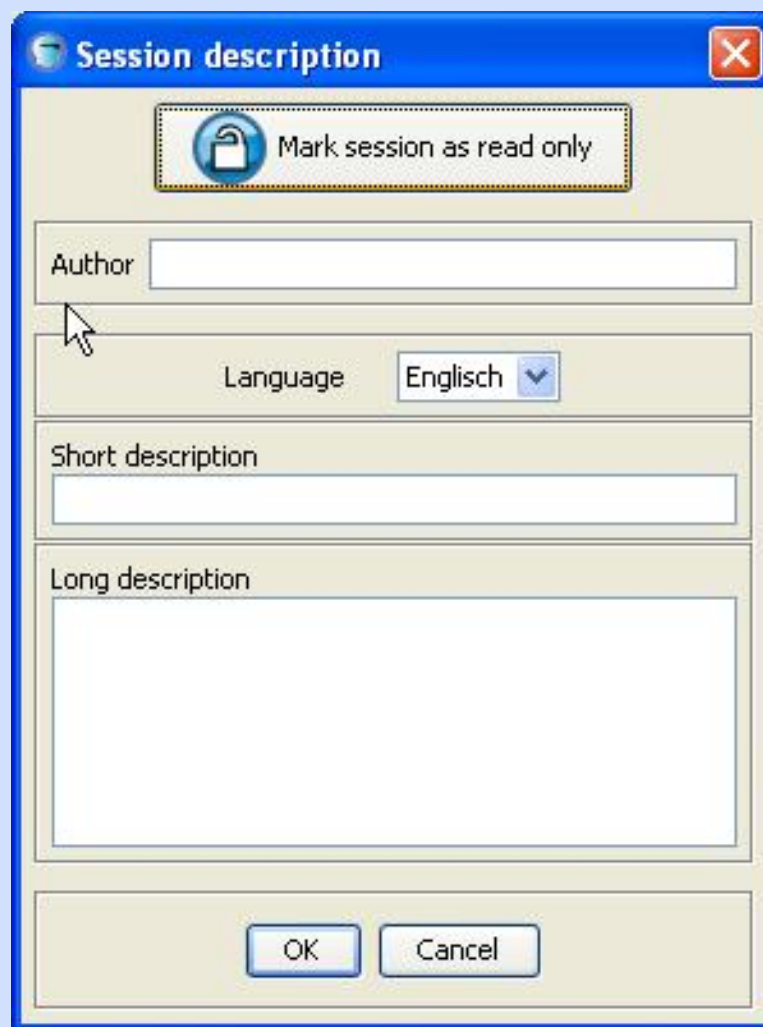 Session description
Mark session as read only
Author
Language Englisch
Short description
Long description
OK Cancel